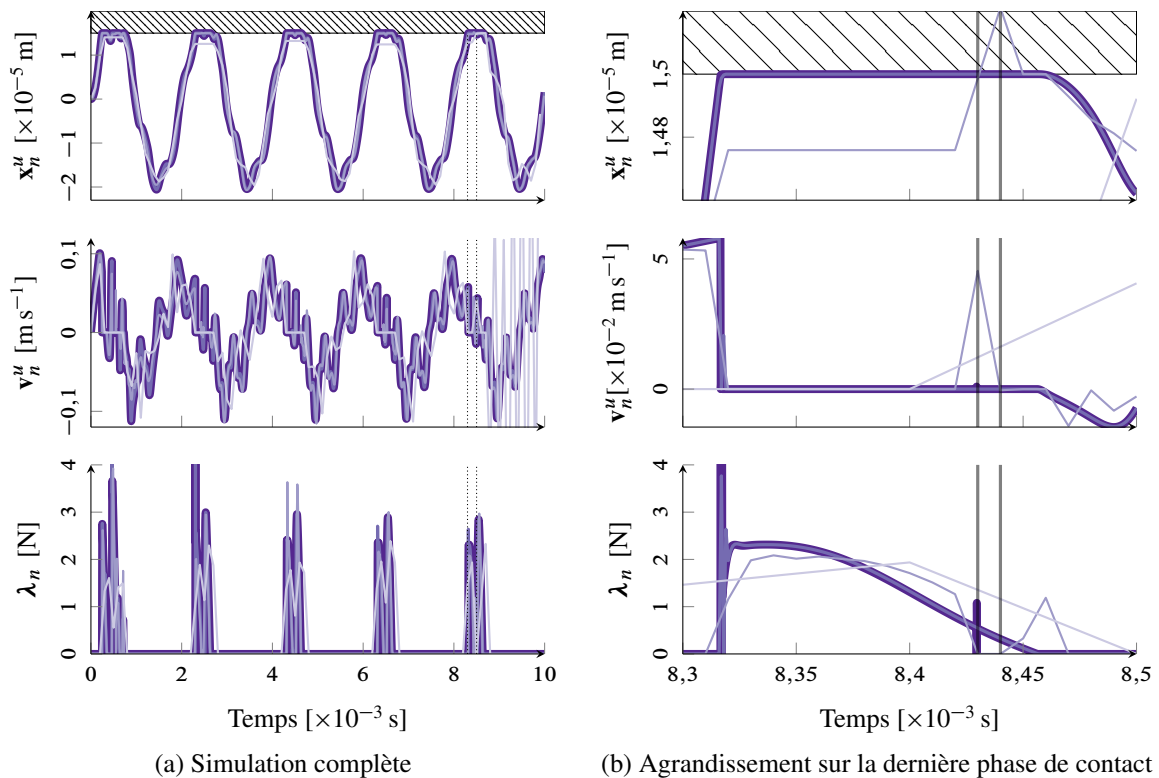 x_n^u [×10⁻⁵ m]
1
0
−1
−2
x_n^u [×10⁻⁵ m]
1,5
1,48
v_n^u [m s⁻¹]
0,1
0
−0,1
v_n^u[×10⁻² m s⁻¹]
5
0
λ_n [N]
4
3
2
1
0
0 2 4 6 8 10
Temps [×10⁻³ s]
λ_n [N]
4
3
2
1
0
8,3 8,35 8,4 8,45 8,5
Temps [×10⁻³ s]
(a) Simulation complète
(b) Agrandissement sur la dernière phase de contact